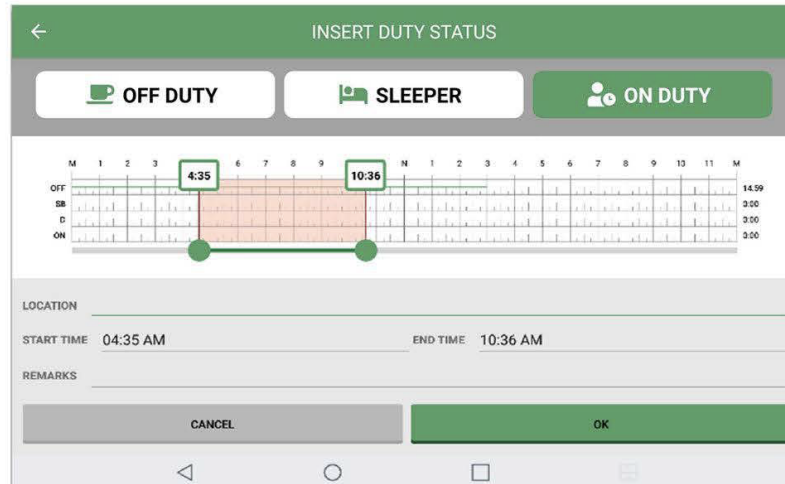 INSERT DUTY STATUS
OFF DUTY SLEEPER ON DUTY
M 1 2 3 4:35 6 7 8 9 10:36 N 1 2 3 4 5 6 7 8 9 13 11 M
OFF 14.59
SB 3:00
D 3:00
ON 3:00
LOCATION
START TIME 04:35 AM END TIME 10:36 AM
REMARKS
CANCEL OK